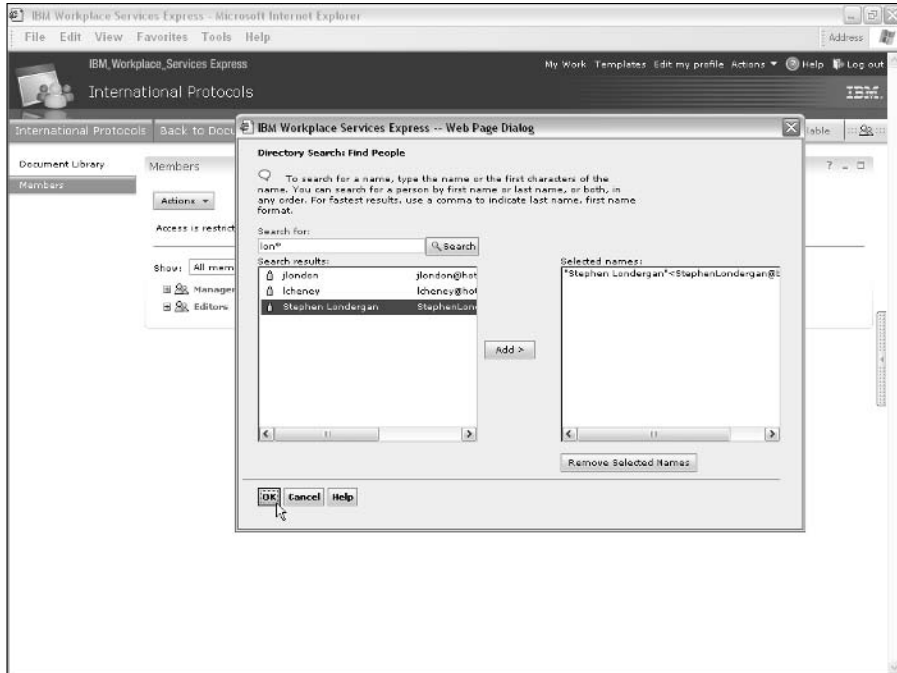 IBM Workplace Services Express - Microsoft Internet Explorer
File Edit View Favorites Tools Help
Address
IBM_Workplace_Services Express
My Work Templates Edit my profile Actions Help Log out
International Protocols
IBM.
International Protocols Back to Docu
lable
IBM Workplace Services Express -- Web Page Dialog
Document Library
Members
Members
Actions
Access is restrict
Show: All mem
Manager
Editors
Directory Search: Find People
To search for a name, type the name or the first characters of the
name. You can search for a person by first name or last name, or both, in
any order. For fastest results, use a comma to indicate last name, first name
format.
Search for:
lon*
Search
Search results:
jlondon jlondon@hot
lcheney lcheney@hot
Stephen Londergan StephenLon
Add >
Selected names:
"Stephen Londergan"<StephenLondergan@t
Remove Selected Names
OK Cancel Help